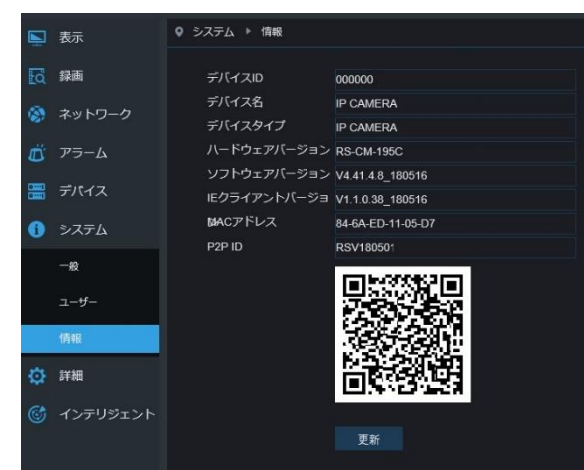 表示
録画
ネットワーク
アラーム
デバイス
システム
一般
ユーザー
情報
詳細
インテリジェント
システム ▸ 情報
デバイスID 000000
デバイス名 IP CAMERA
デバイスタイプ IP CAMERA
ハードウェアバージョン RS-CM-195C
ソフトウェアバージョン V4.41.4.8_180516
IEクライアントバージョ V1.1.0.38_180516
MACアドレス 84-6A-ED-11-05-D7
P2P ID RSV180501
更新